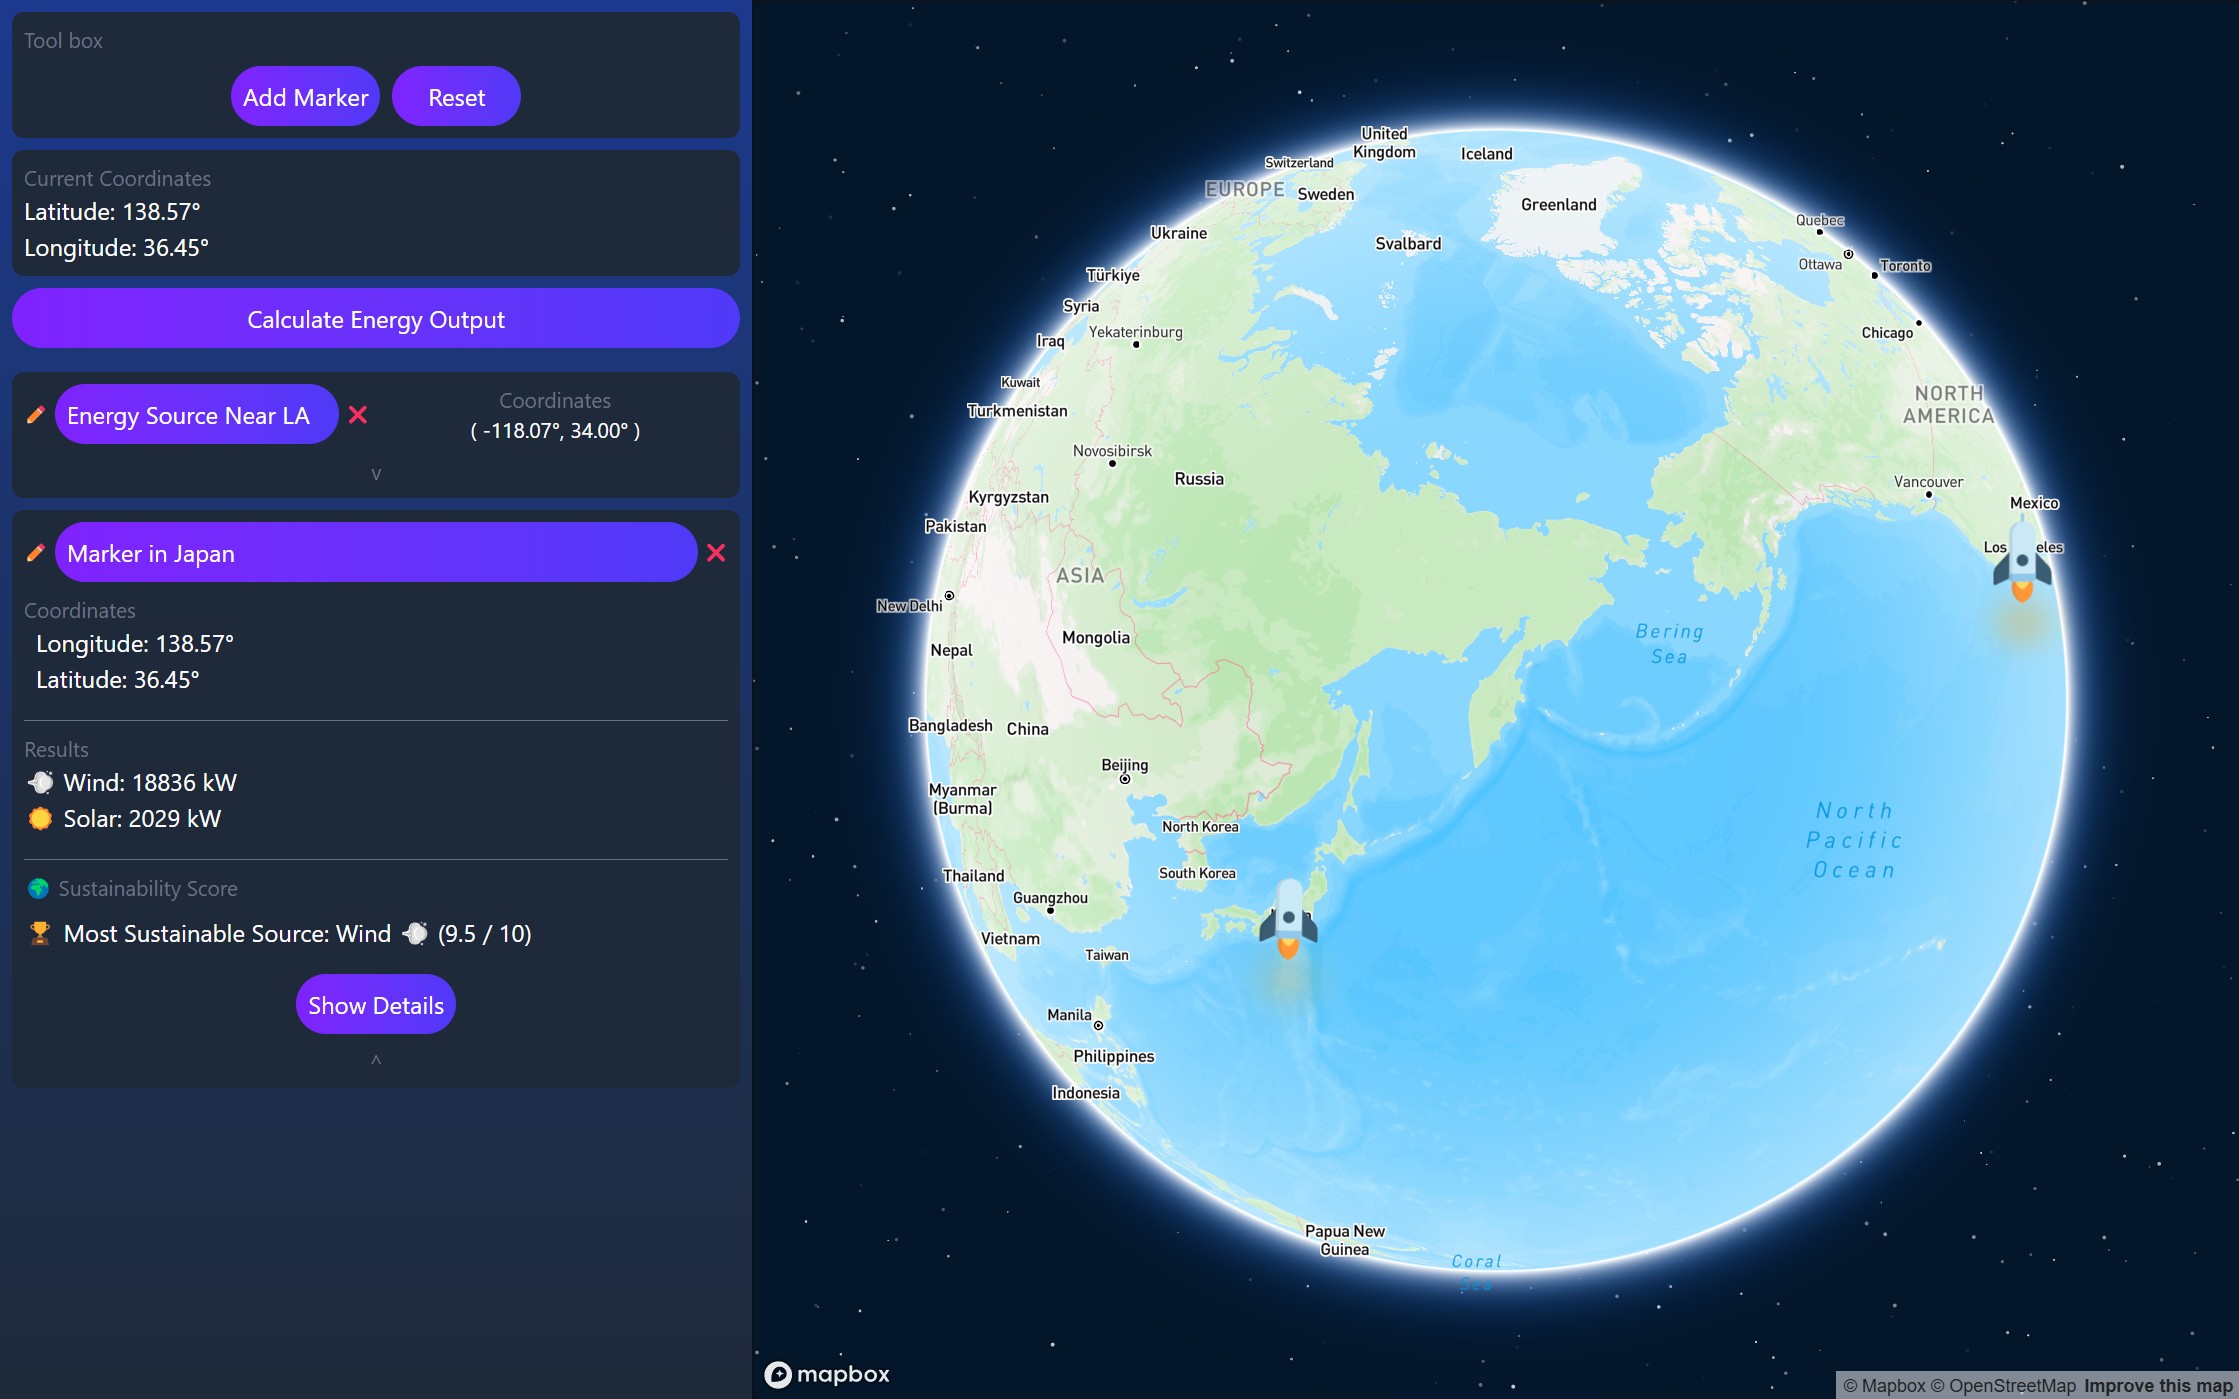 Tool box
Add Marker
Reset
Current Coordinates
Latitude: 138.57°
Longitude: 36.45°
Calculate Energy Output
Energy Source Near LA
Coordinates
( -118.07°, 34.00° )
v
Marker in Japan
Coordinates
Longitude: 138.57°
Latitude: 36.45°
Results
Wind: 18836 kW
Solar: 2029 kW
Sustainability Score
Most Sustainable Source: Wind (9.5 / 10)
Show Details
^
United
Kingdom
Iceland
Switzerland
EUROPE
Sweden
Greenland
Quebec
Ukraine
Svalbard
Ottawa
Toronto
Türkiye
Syria
Yekaterinburg
Iraq
Chicago
Kuwait
Turkmenistan
NORTH
AMERICA
Novosibirsk
Russia
Vancouver
Kyrgyzstan
Mexico
Pakistan
Los
ASIA
New Delhi
Mongolia
Bering
Sea
Nepal
Bangladesh
China
Beijing
Myanmar
(Burma)
North
Pacific
Ocean
North Korea
South Korea
Thailand
Guangzhou
Vietnam
Taiwan
Manila
Philippines
Indonesia
Papua New
Guinea
Coral
Sea
mapbox
© Mapbox © OpenStreetMap Improve this map